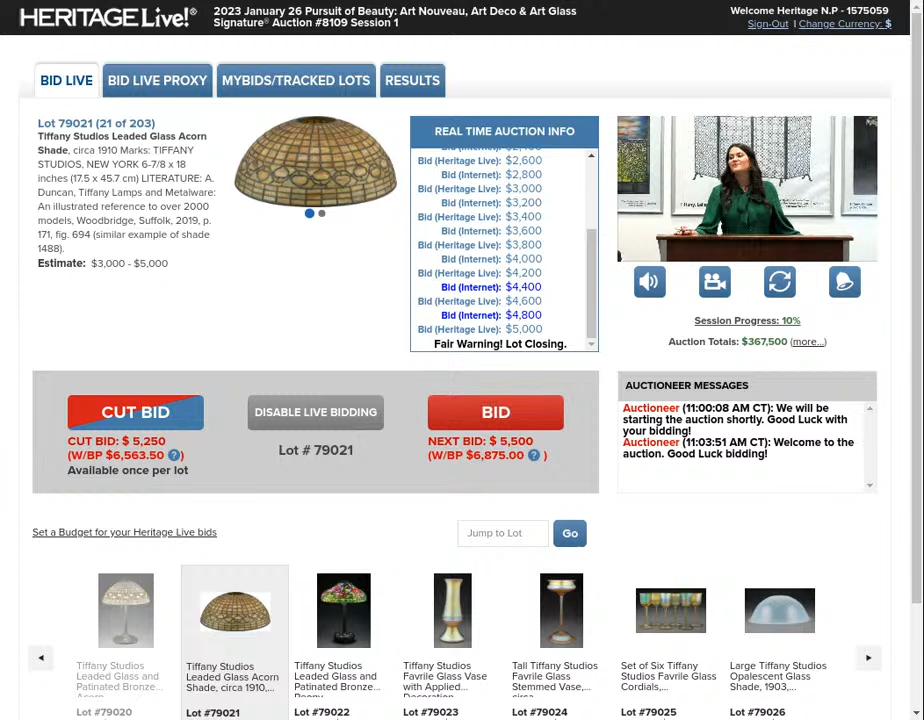 HERITAGE Live!®
2023 January 26 Pursuit of Beauty: Art Nouveau, Art Deco & Art Glass
Signature® Auction #8109 Session 1
Welcome Heritage N.P - 1575059
Sign-Out | Change Currency: $
BID LIVE
BID LIVE PROXY
MYBIDS/TRACKED LOTS
RESULTS
Lot 79021 (21 of 203)
Tiffany Studios Leaded Glass Acorn
Shade, circa 1910 Marks: TIFFANY
STUDIOS, NEW YORK 6-7/8 x 18
inches (17.5 x 45.7 cm) LITERATURE: A.
Duncan, Tiffany Lamps and Metalware:
An illustrated reference to over 2000
models, Woodbridge, Suffolk, 2019, p.
171, fig. 694 (similar example of shade
1488).
Estimate: $3,000 - $5,000
REAL TIME AUCTION INFO
Bid (Heritage Live): $2,600
Bid (Internet): $2,800
Bid (Heritage Live): $3,000
Bid (Internet): $3,200
Bid (Heritage Live): $3,400
Bid (Internet): $3,600
Bid (Heritage Live): $3,800
Bid (Internet): $4,000
Bid (Heritage Live): $4,200
Bid (Internet): $4,400
Bid (Heritage Live): $4,600
Bid (Internet): $4,800
Bid (Heritage Live): $5,000
Fair Warning! Lot Closing.
Session Progress: 10%
Auction Totals: $367,500 (more...)
CUT BID
CUT BID: $ 5,250
(W/BP $6,563.50 ?)
Available once per lot
DISABLE LIVE BIDDING
Lot # 79021
BID
NEXT BID: $ 5,500
(W/BP $6,875.00 ? )
AUCTIONEER MESSAGES
Auctioneer (11:00:08 AM CT): We will be
starting the auction shortly. Good Luck with
your bidding!
Auctioneer (11:03:51 AM CT): Welcome to the
auction. Good Luck bidding!
Set a Budget for your Heritage Live bids
Jump to Lot
Go
Tiffany Studios
Leaded Glass and
Patinated Bronze...
Lot #79020
Tiffany Studios
Leaded Glass Acorn
Shade, circa 1910,...
Lot #79021
Tiffany Studios
Leaded Glass and
Patinated Bronze...
Lot #79022
Tiffany Studios
Favrile Glass Vase
with Applied...
Lot #79023
Tall Tiffany Studios
Favrile Glass
Stemmed Vase,...
Lot #79024
Set of Six Tiffany
Studios Favrile Glass
Cordials,...
Lot #79025
Large Tiffany Studios
Opalescent Glass
Shade, 1903,...
Lot #79026